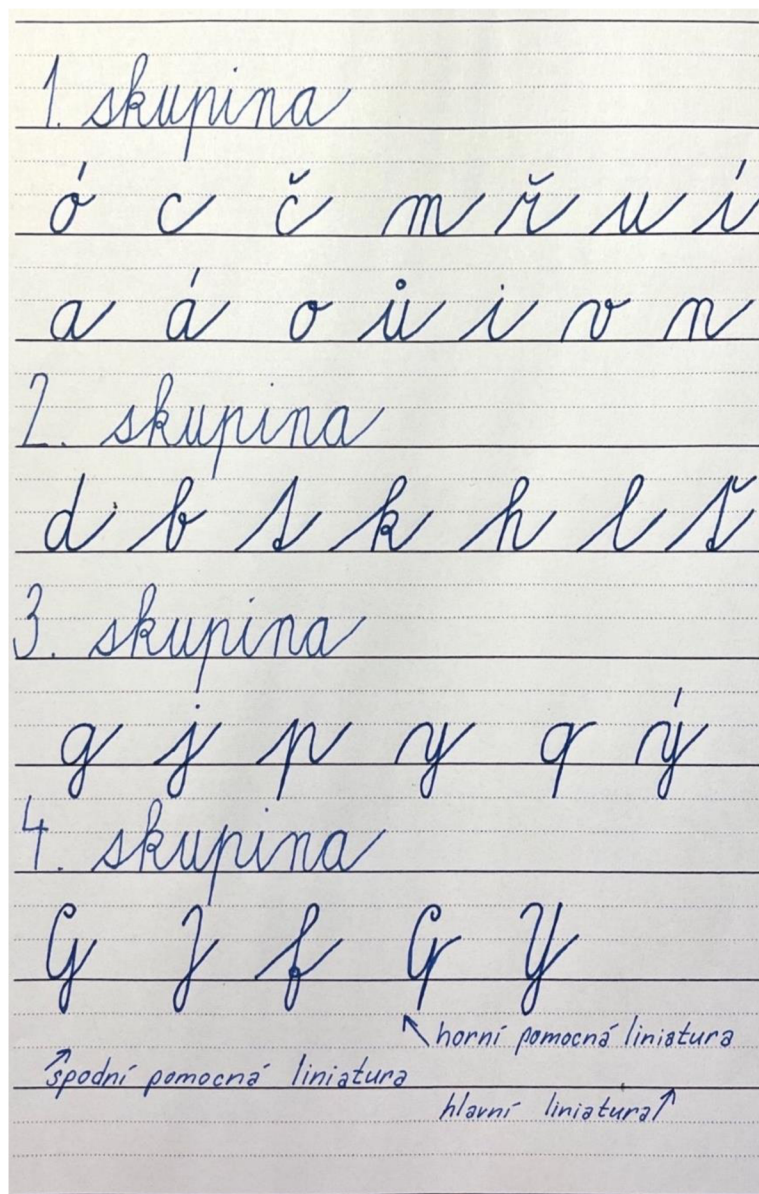 1. skupina
ó c č m ř u í
a á o ů i v n
2. skupina
d b t k h l ť
3. skupina
g j p y q ý
4. skupina
G J f Q Y
↖horní pomocná liniatura
↗spodní pomocná liniatura
hlavní liniatura↗